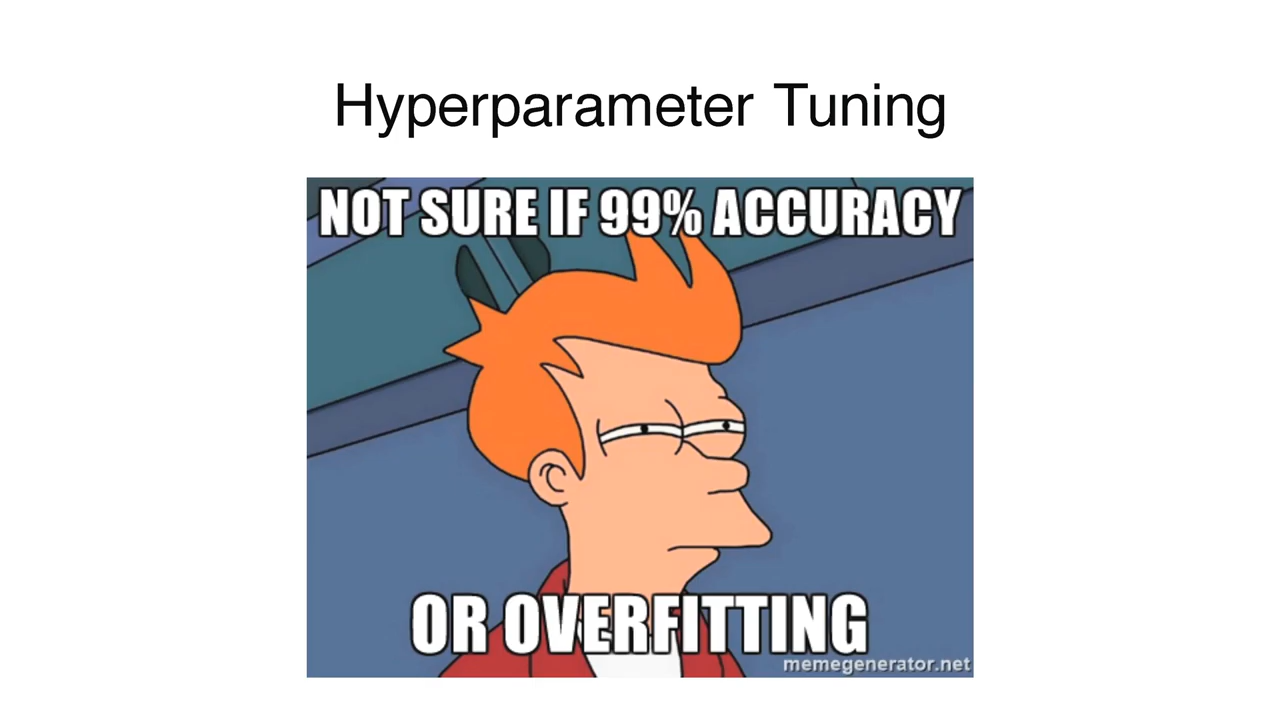 Hyperparameter Tuning
NOT SURE IF 99% ACCURACY
OR OVERFITTING
memegenerator.net